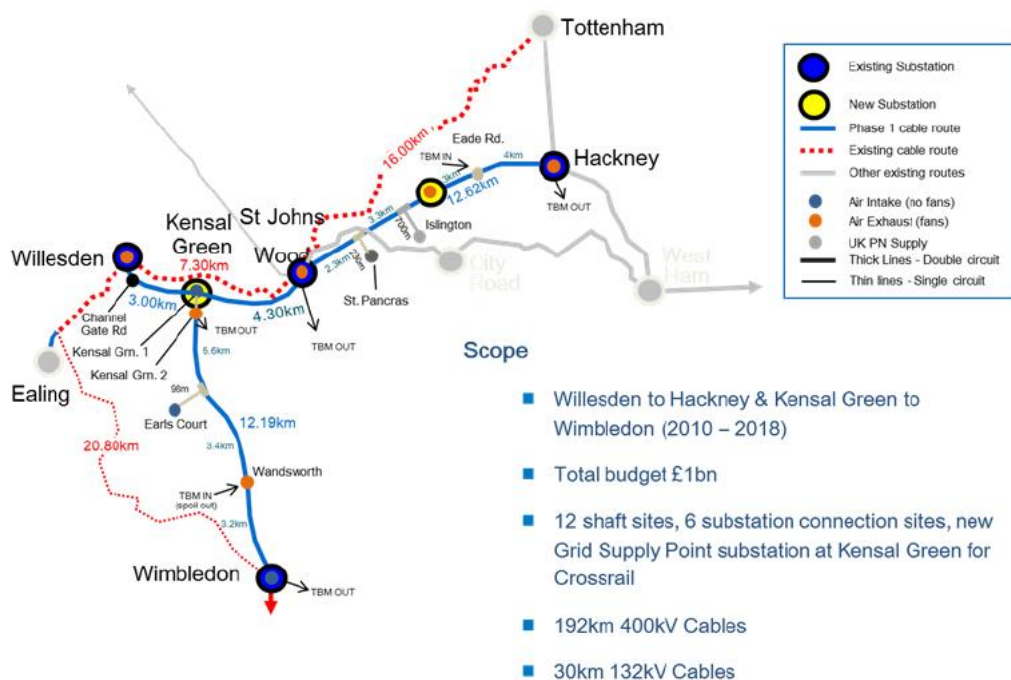 Tottenham
Existing Substation
New Substation
Phase 1 cable route
Existing cable route
Other existing routes
Air Intake (no fans)
Air Exhaust (fans)
UK PN Supply
Thick Lines - Double circuit
Thin lines - Single circuit
16.00km
Eade Rd.
TBM IN
4km
Hackney
3km
12.62km
TBM OUT
St Johns
Wood
3.3km
700m
Islington
Kensal
Green
7.30km
Willesden
2.3km
236m
St. Pancras
City
Road
West
Ham
3.00km
4.30km
Channel
Gate Rd
TBM OUT
TBM OUT
Kensal Grn. 1
Kensal Grn. 2
5.6km
Ealing
98m
Earls Court
12.19km
3.4km
20.80km
Wandsworth
TBM IN
(spoil out)
3.2km
Wimbledon
TBM OUT
Scope
Willesden to Hackney & Kensal Green to
Wimbledon (2010 – 2018)
Total budget £1bn
12 shaft sites, 6 substation connection sites, new
Grid Supply Point substation at Kensal Green for
Crossrail
192km 400kV Cables
30km 132kV Cables